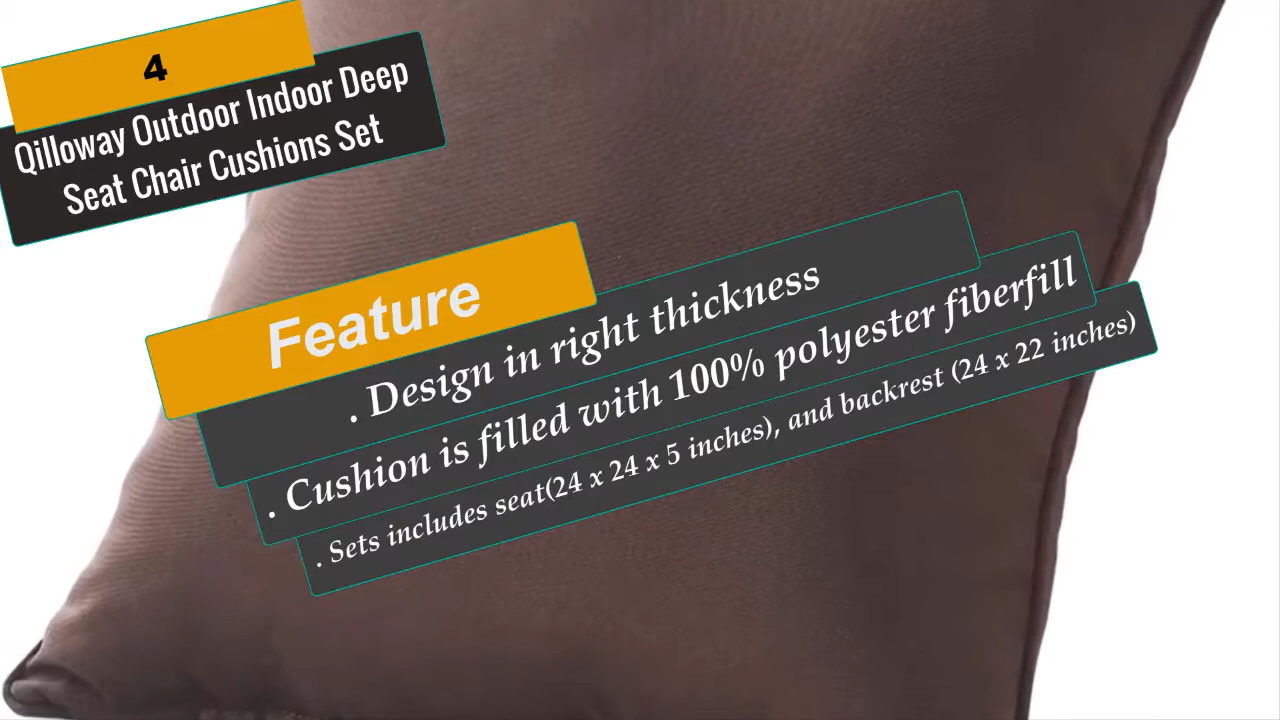 4
Qilloway Outdoor Indoor Deep
Seat Chair Cushions Set
Feature
. Design in right thickness
. Cushion is filled with 100% polyester fiberfill
. Sets includes seat(24 x 24 x 5 inches), and backrest (24 x 22 inches)